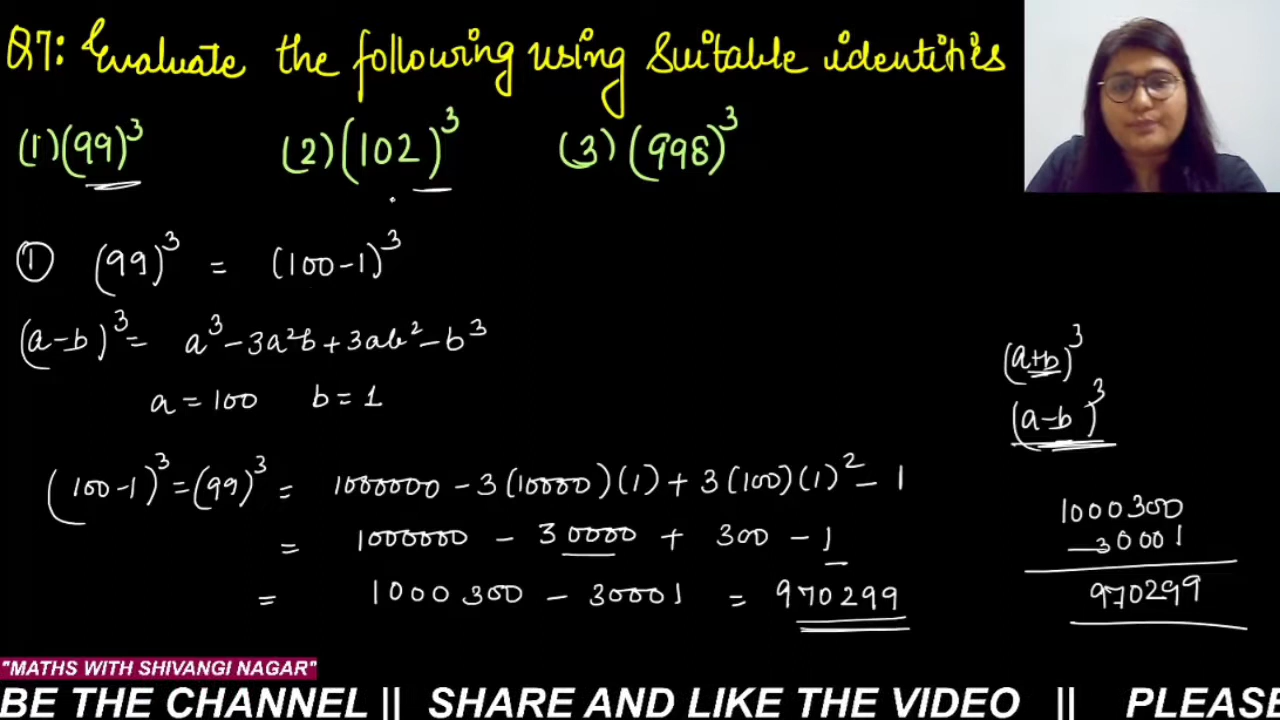 Q7: Evaluate the following using suitable identities
(1) (99)³ (2) (102)³ (3) (998)³
① (99)³ = (100-1)³
(a-b)³ = a³ - 3a²b + 3ab² - b³
a = 100 b = 1
(100-1)³ = (99)³ = 1000000 - 3(10000)(1) + 3(100)(1)² - 1
= 1000000 - 30000 + 300 - 1
= 1000300 - 30001 = 970299
(a+b)³
(a-b)³
1000300
-30001
970299
"MATHS WITH SHIVANGI NAGAR"
BE THE CHANNEL || SHARE AND LIKE THE VIDEO || PLEASE